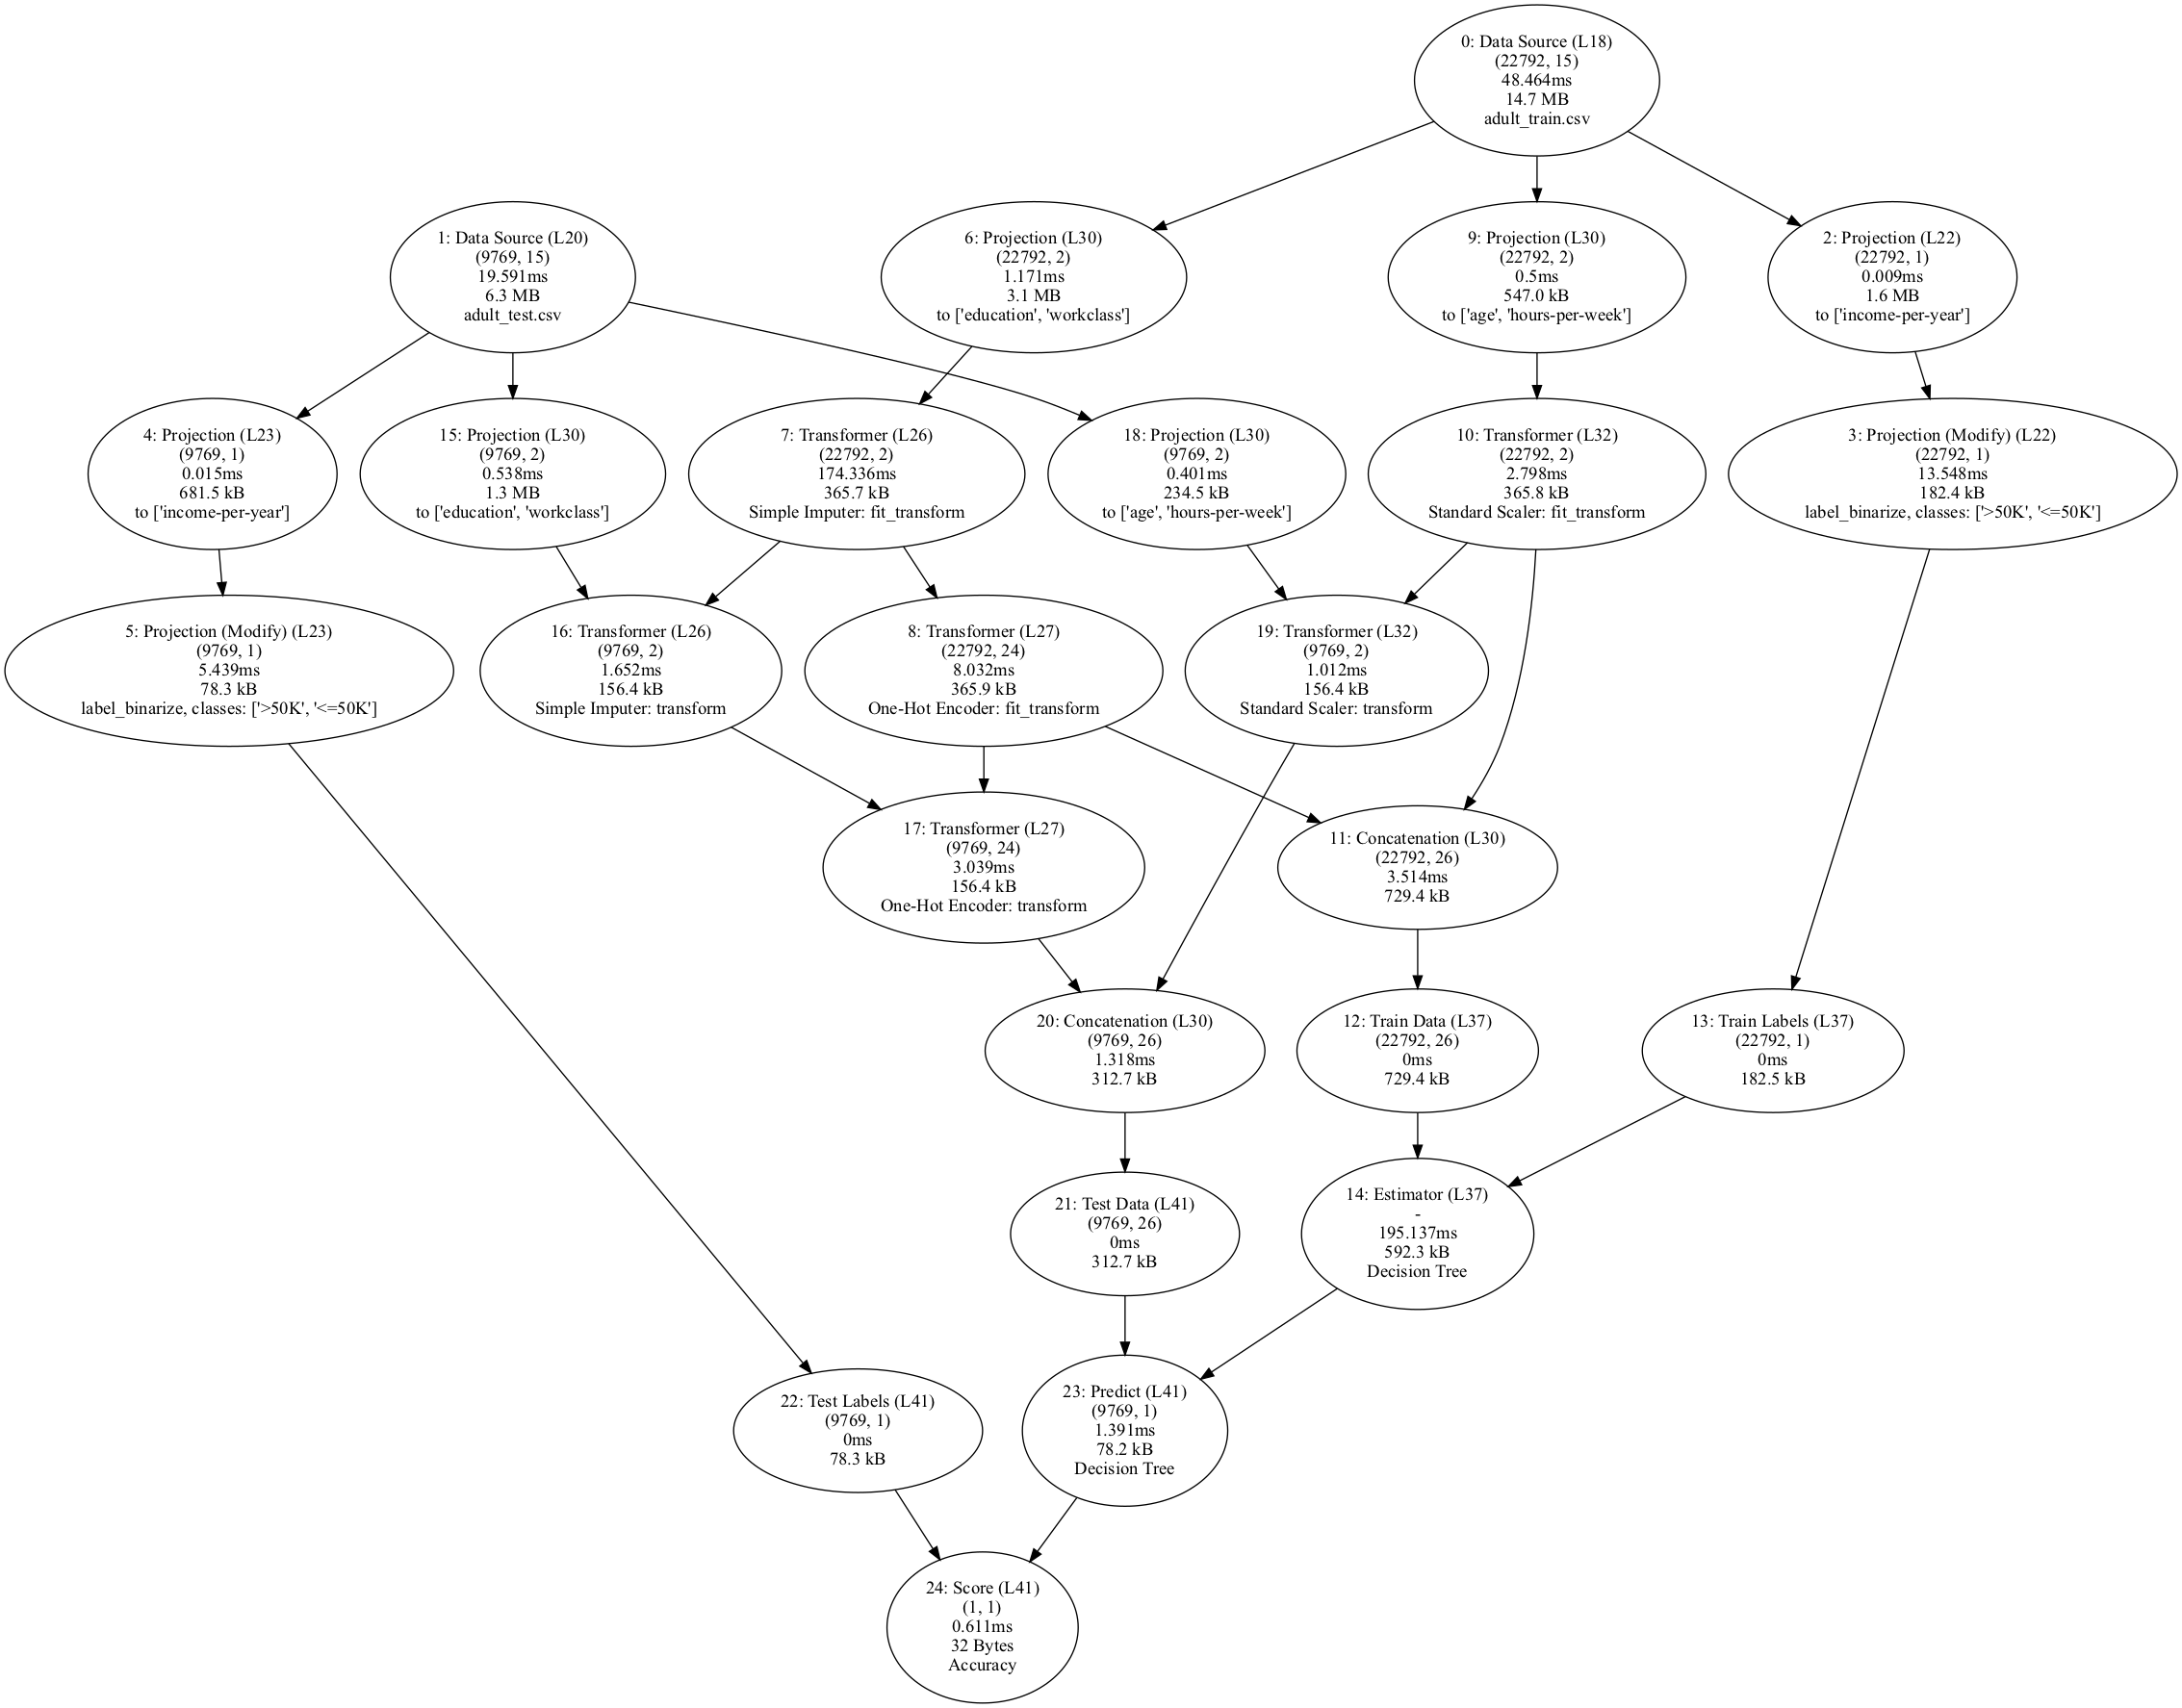 0: Data Source (L18)
(22792, 15)
48.464ms
14.7 MB
adult_train.csv
1: Data Source (L20)
(9769, 15)
19.591ms
6.3 MB
adult_test.csv
6: Projection (L30)
(22792, 2)
1.171ms
3.1 MB
to ['education', 'workclass']
9: Projection (L30)
(22792, 2)
0.5ms
547.0 kB
to ['age', 'hours-per-week']
2: Projection (L22)
(22792, 1)
0.009ms
1.6 MB
to ['income-per-year']
4: Projection (L23)
(9769, 1)
0.015ms
681.5 kB
to ['income-per-year']
15: Projection (L30)
(9769, 2)
0.538ms
1.3 MB
to ['education', 'workclass']
7: Transformer (L26)
(22792, 2)
174.336ms
365.7 kB
Simple Imputer: fit_transform
18: Projection (L30)
(9769, 2)
0.401ms
234.5 kB
to ['age', 'hours-per-week']
10: Transformer (L32)
(22792, 2)
2.798ms
365.8 kB
Standard Scaler: fit_transform
3: Projection (Modify) (L22)
(22792, 1)
13.548ms
182.4 kB
label_binarize, classes: ['>50K', '<=50K']
5: Projection (Modify) (L23)
(9769, 1)
5.439ms
78.3 kB
label_binarize, classes: ['>50K', '<=50K']
16: Transformer (L26)
(9769, 2)
1.652ms
156.4 kB
Simple Imputer: transform
8: Transformer (L27)
(22792, 24)
8.032ms
365.9 kB
One-Hot Encoder: fit_transform
19: Transformer (L32)
(9769, 2)
1.012ms
156.4 kB
Standard Scaler: transform
17: Transformer (L27)
(9769, 24)
3.039ms
156.4 kB
One-Hot Encoder: transform
11: Concatenation (L30)
(22792, 26)
3.514ms
729.4 kB
20: Concatenation (L30)
(9769, 26)
1.318ms
312.7 kB
12: Train Data (L37)
(22792, 26)
0ms
729.4 kB
13: Train Labels (L37)
(22792, 1)
0ms
182.5 kB
21: Test Data (L41)
(9769, 26)
0ms
312.7 kB
14: Estimator (L37)
-
195.137ms
592.3 kB
Decision Tree
22: Test Labels (L41)
(9769, 1)
0ms
78.3 kB
23: Predict (L41)
(9769, 1)
1.391ms
78.2 kB
Decision Tree
24: Score (L41)
(1, 1)
0.611ms
32 Bytes
Accuracy